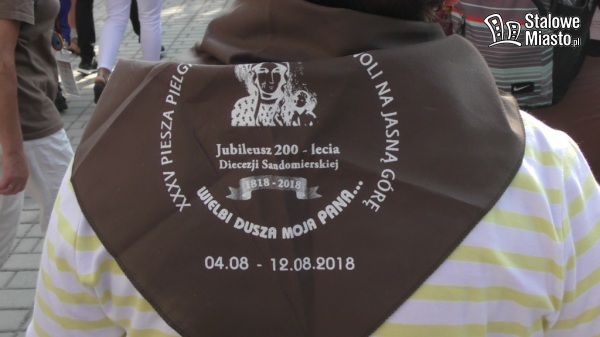 Stalowe
Miasto.pl
XXXV PIESZA OLI NA JASNĄ GÓRĘ
Jubileusz 200 - lecia
Diecezji Sandomierskiej
1818 - 2018
WIELBI DUSZA MOJA PANA...
04.08 - 12.08.2018